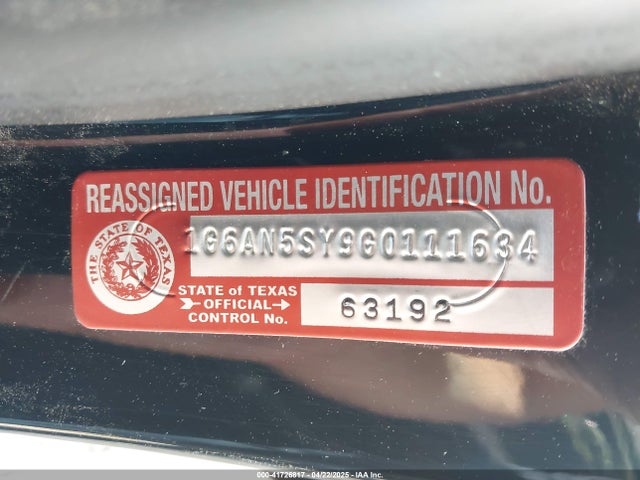 REASSIGNED VEHICLE IDENTIFICATION No.
1G6AN5SY9G0111634
THE STATE OF TEXAS
STATE OF TEXAS
OFFICIAL
CONTROL No.
63192
000-41726817 - 04/22/2025 - IAA Inc.